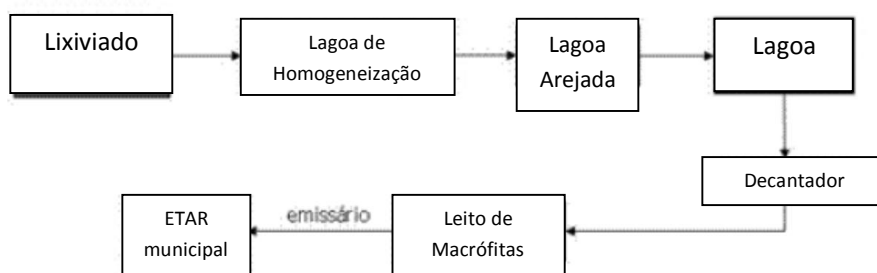 Lixiviado
Lagoa de
Homogeneização
Lagoa
Arejada
Lagoa
Decantador
Leito de
Macrófitas
emissário
ETAR
municipal